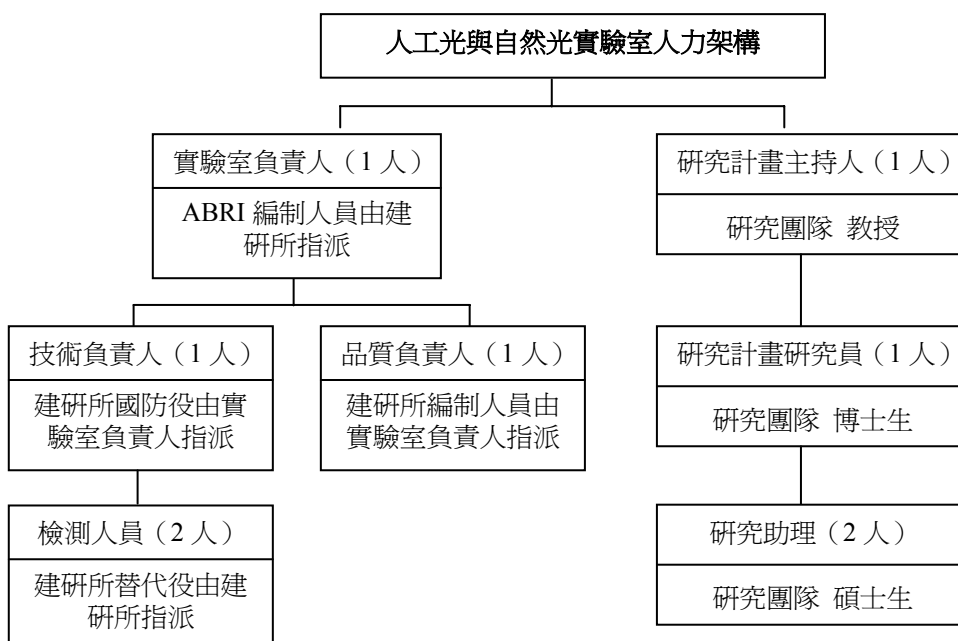 人工光與自然光實驗室人力架構
實驗室負責人（1 人）
ABRI 編制人員由建
研所指派
研究計畫主持人（1 人）
研究團隊 教授
技術負責人（1 人）
建研所國防役由實
驗室負責人指派
品質負責人（1 人）
建研所編制人員由
實驗室負責人指派
研究計畫研究員（1 人）
研究團隊 博士生
檢測人員（2 人）
建研所替代役由建
研所指派
研究助理（2 人）
研究團隊 碩士生